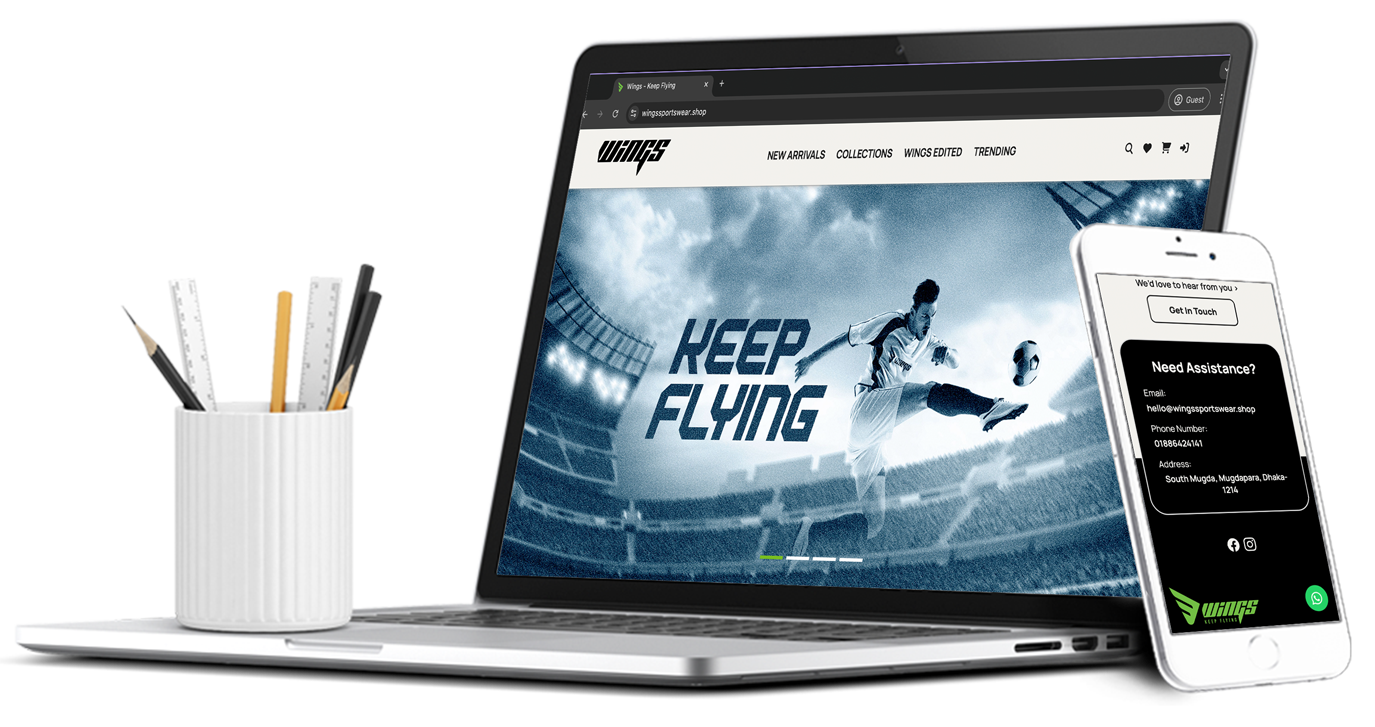 Wings - Keep Flying
wingssportswear.shop
Guest
WINGS
NEW ARRIVALS COLLECTIONS WINGS EDITED TRENDING
KEEP
FLYING
We'd love to hear from you ›
Get In Touch
Need Assistance?
Email:
hello@wingssportswear.shop
Phone Number:
01886424141
Address:
South Mugda, Mugdapara, Dhaka-
1214
WINGS
KEEP FLYING